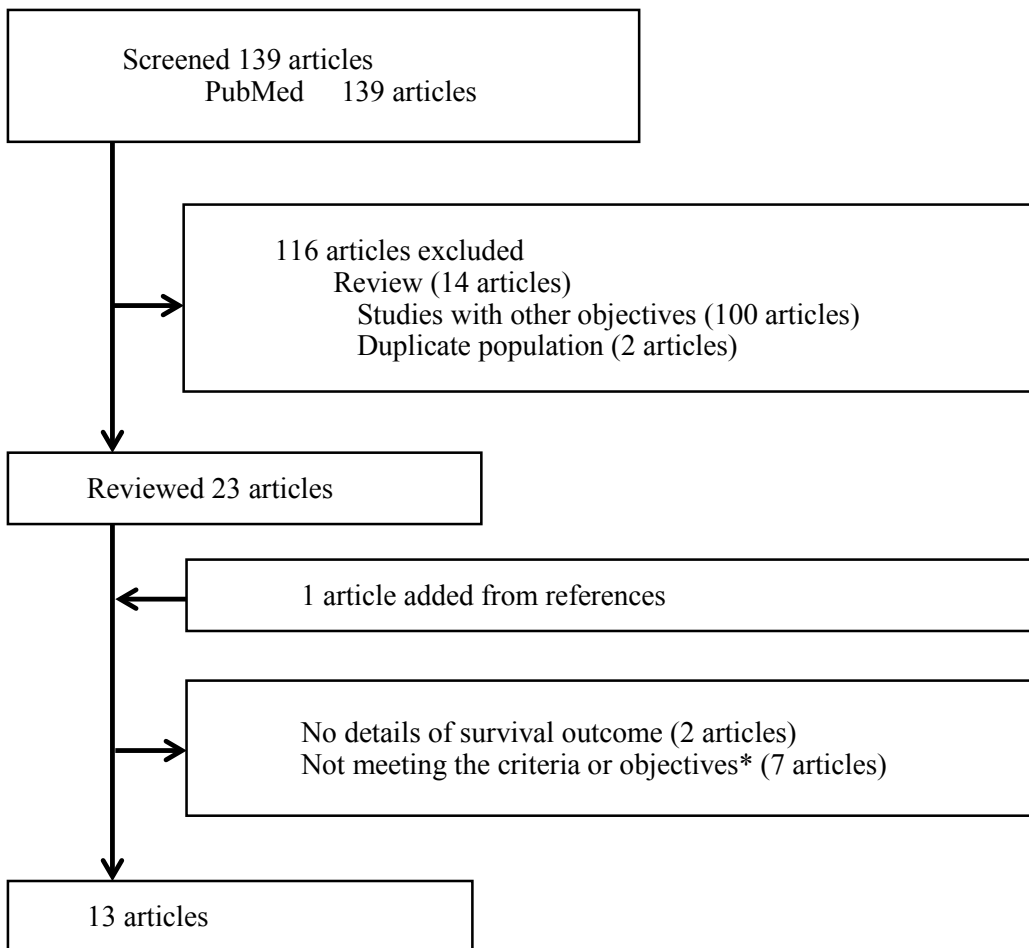 Screened 139 articles
PubMed 139 articles
116 articles excluded
Review (14 articles)
Studies with other objectives (100 articles)
Duplicate population (2 articles)
Reviewed 23 articles
1 article added from references
No details of survival outcome (2 articles)
Not meeting the criteria or objectives* (7 articles)
13 articles